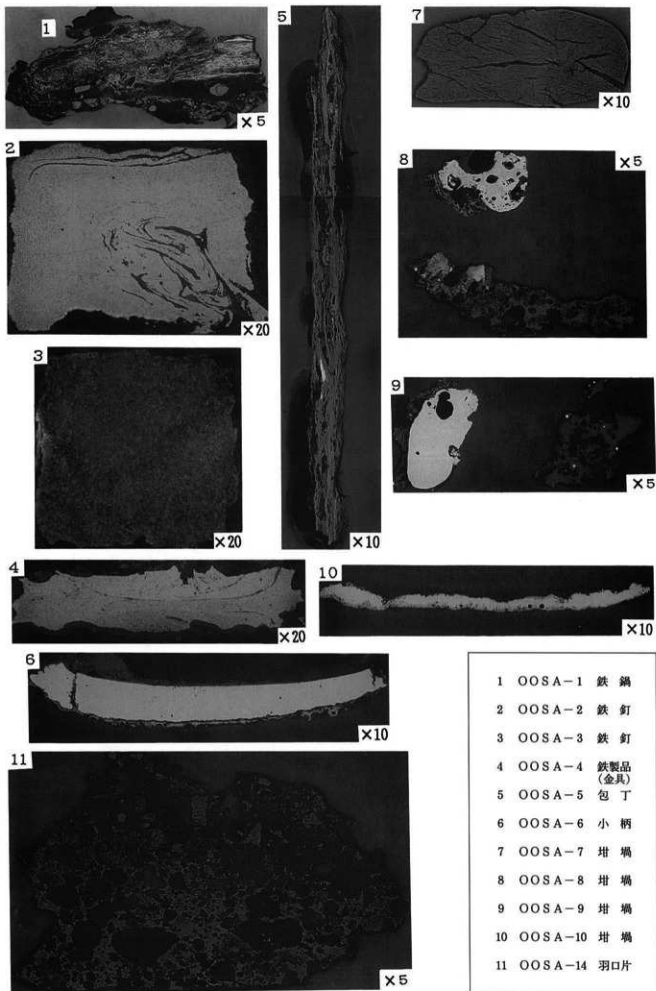 1
×5
2
×20
3
×20
4
×20
5
×10
6
×10
7
×10
8
×5
9
×5
10
×10
11
×5
1 OOSA-1 鉄 鍋
2 OOSA-2 鉄 釘
3 OOSA-3 鉄 釘
4 OOSA-4 鉄製品
(金具)
5 OOSA-5 包 丁
6 OOSA-6 小 柄
7 OOSA-7 坩 堝
8 OOSA-8 坩 堝
9 OOSA-9 坩 堝
10 OOSA-10 坩 堝
11 OOSA-14 羽口片